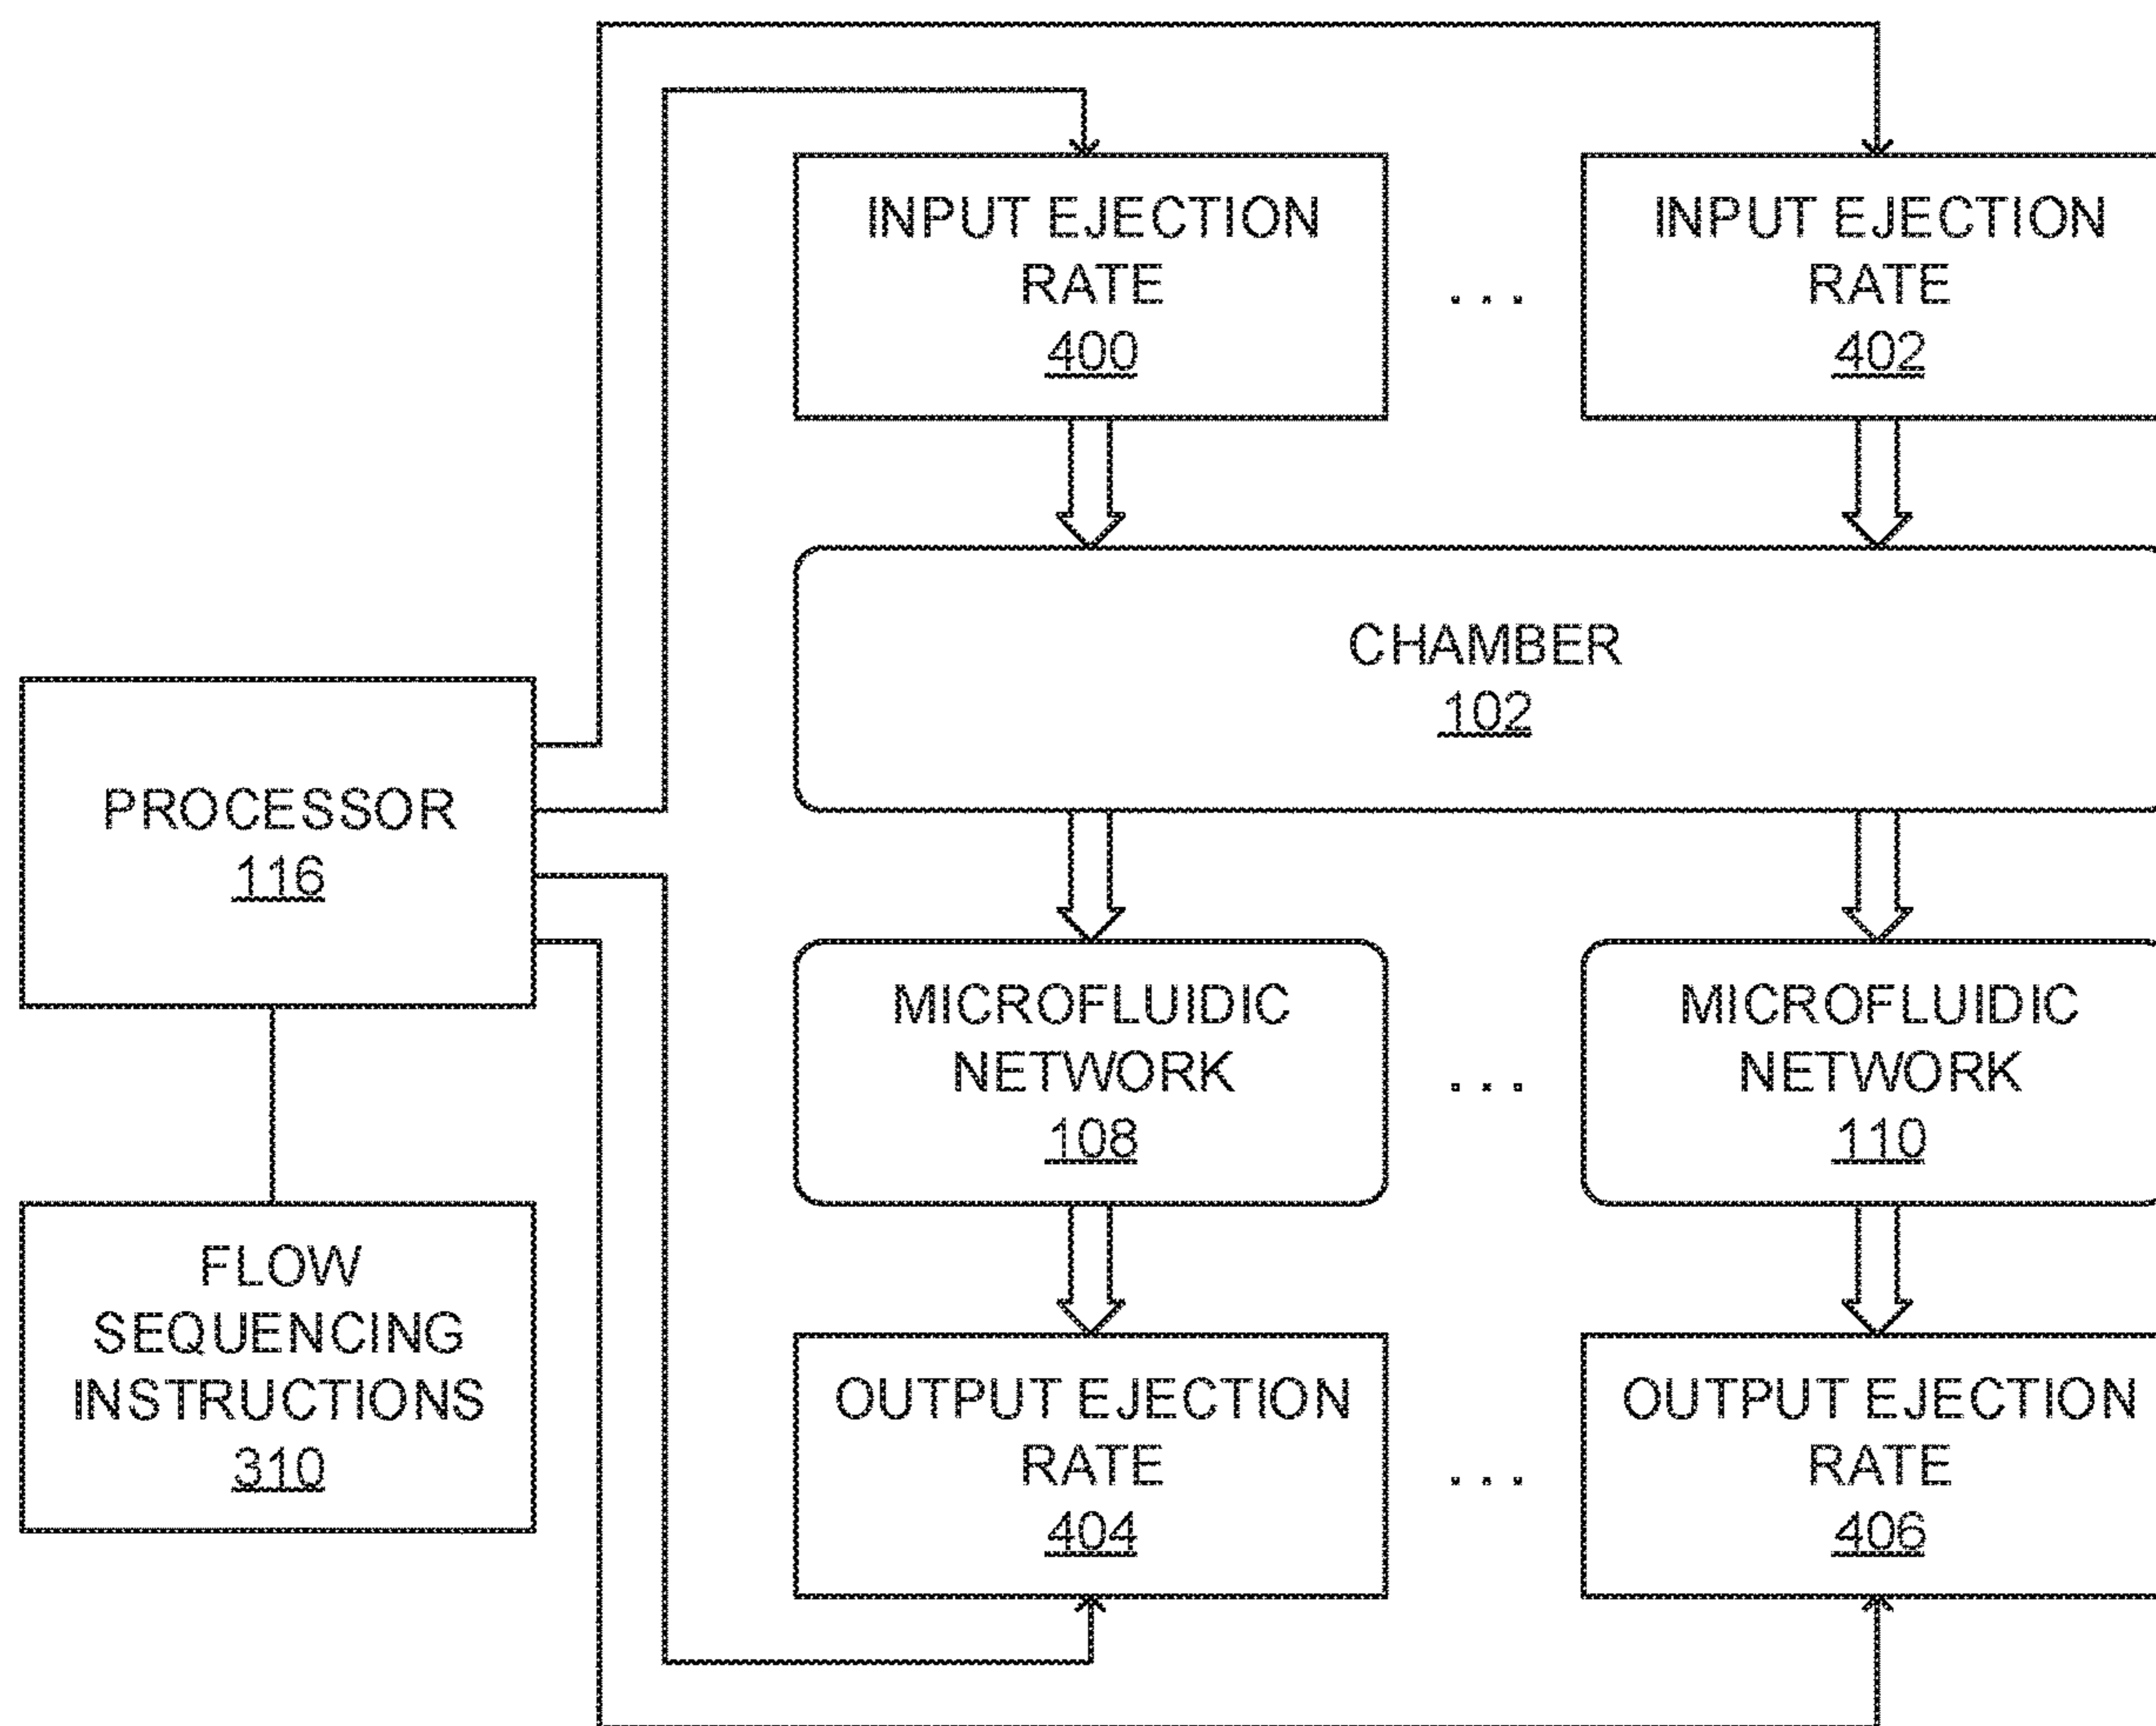 INPUT EJECTION
RATE
400
. . .
INPUT EJECTION
RATE
402
CHAMBER
102
PROCESSOR
116
MICROFLUIDIC
NETWORK
108
. . .
MICROFLUIDIC
NETWORK
110
FLOW
SEQUENCING
INSTRUCTIONS
310
OUTPUT EJECTION
RATE
404
. . .
OUTPUT EJECTION
RATE
406